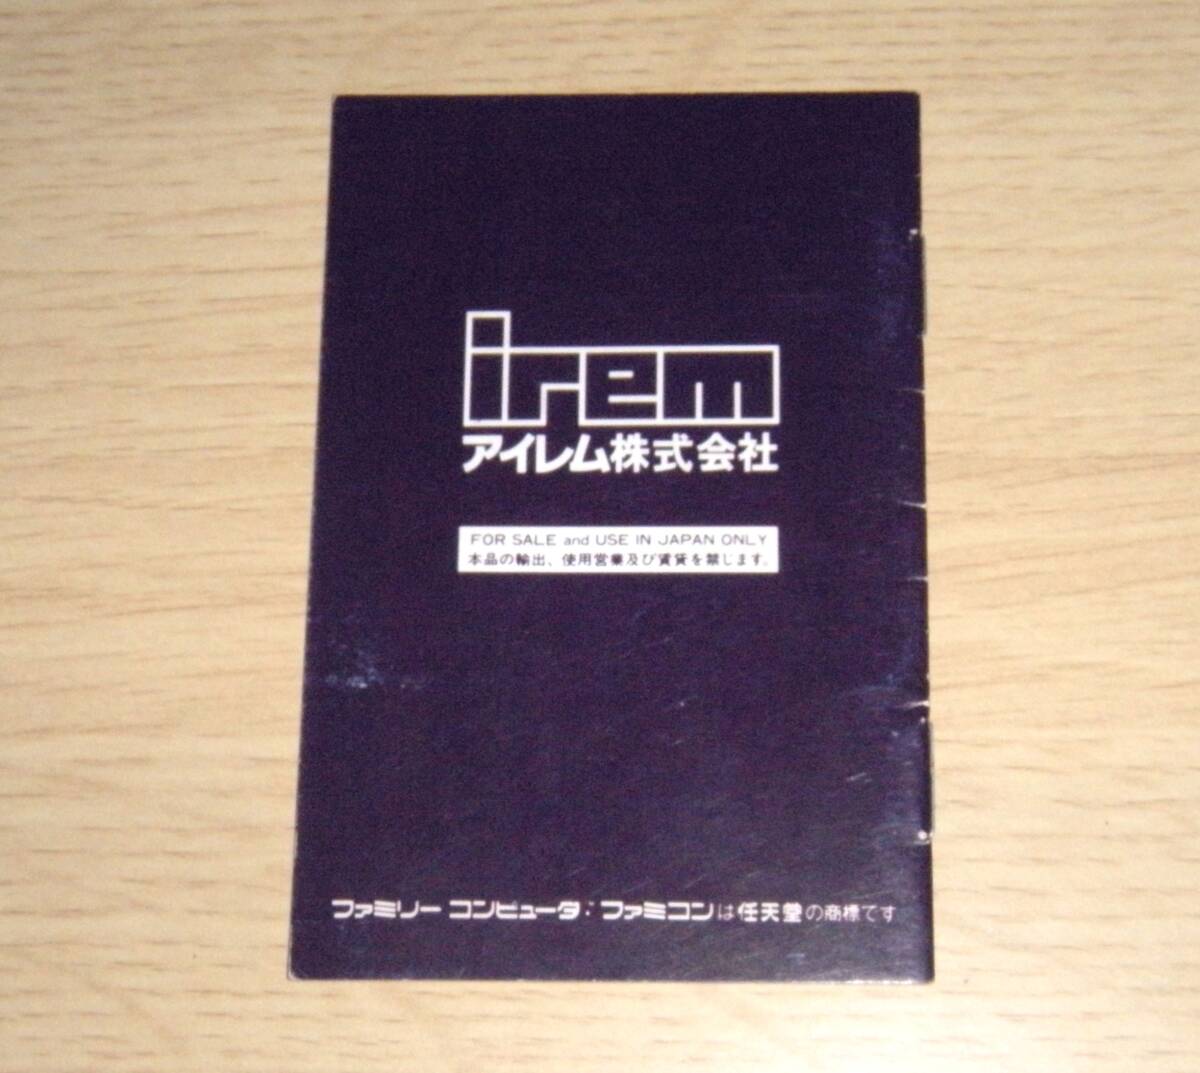 irem
アイレム株式会社
FOR SALE and USE IN JAPAN ONLY
本品の輸出、使用営業及び賃貸を禁じます。
ファミリー コンピュータ・ファミコンは任天堂の商標です